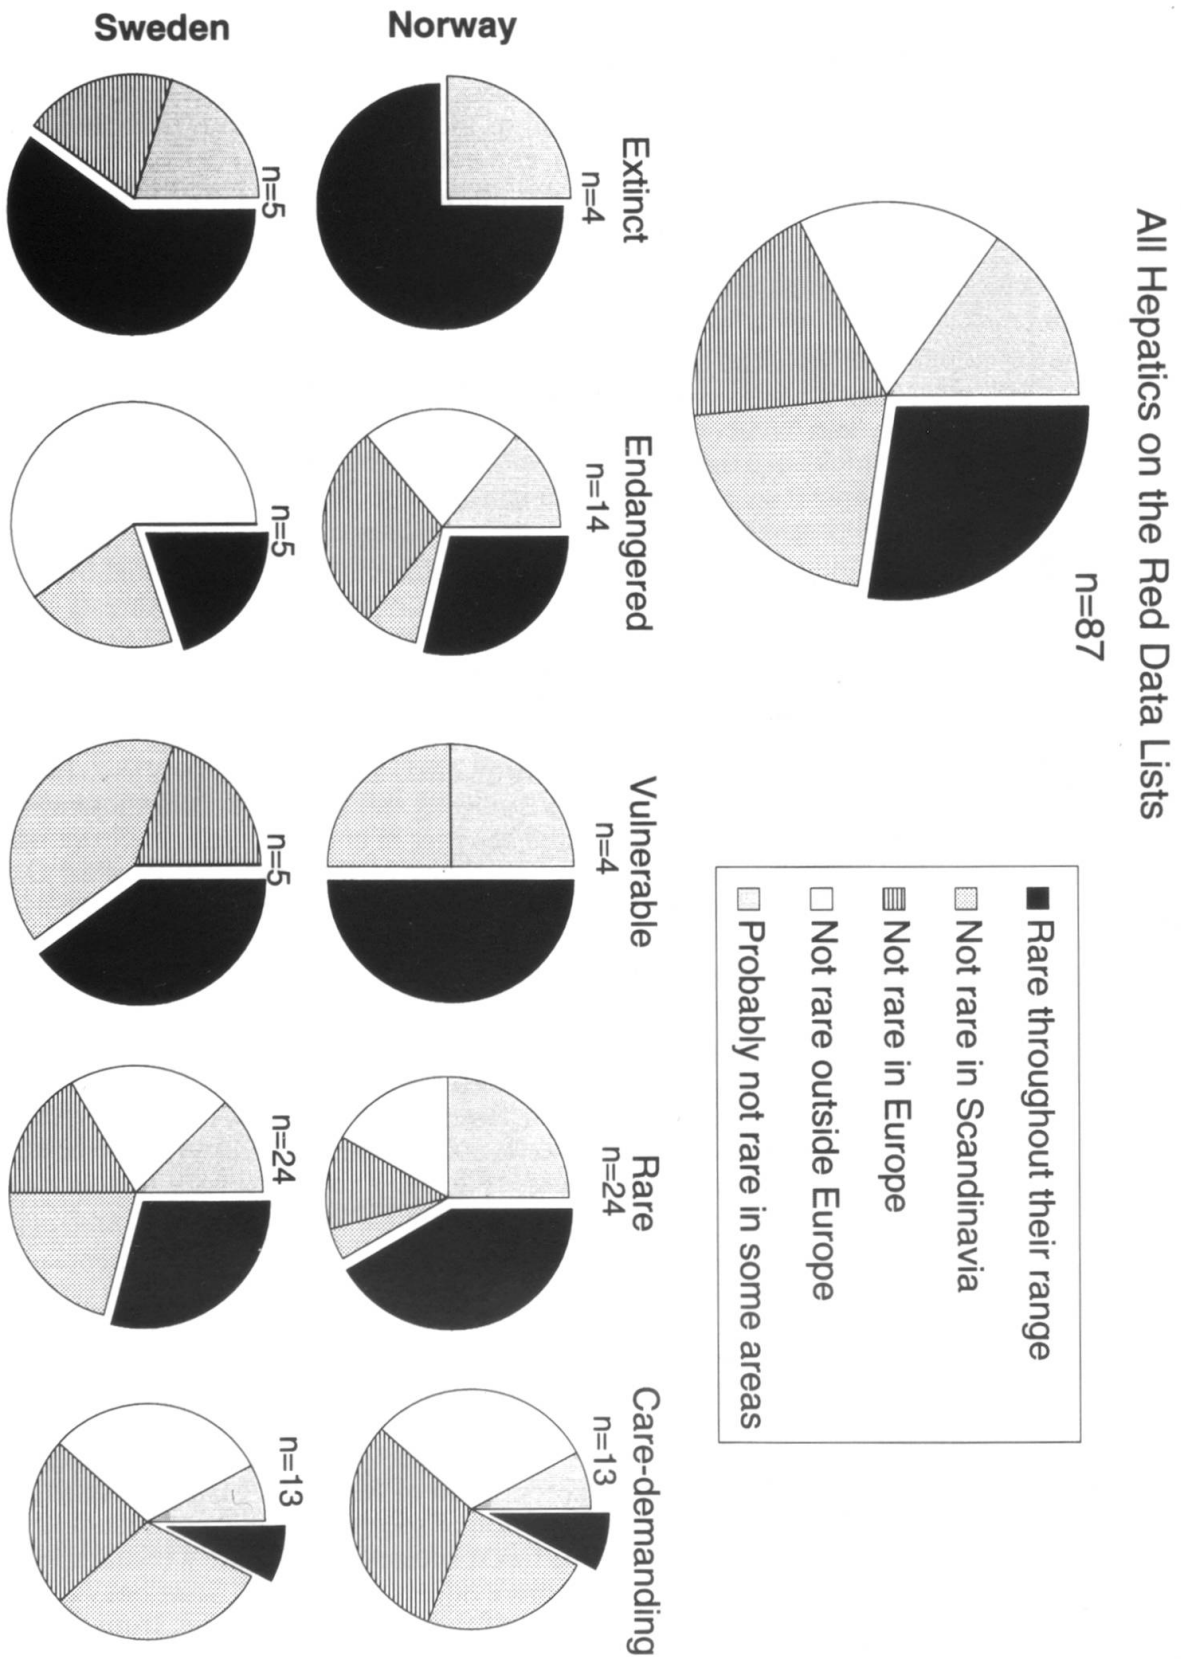 All Hepatics on the Red Data Lists
n=87
Rare throughout their range
Not rare in Scandinavia
Not rare in Europe
Not rare outside Europe
Probably not rare in some areas
Extinct
Endangered
Vulnerable
Rare
Care-demanding
Norway
n=4
n=14
n=4
n=24
n=13
Sweden
n=5
n=5
n=5
n=24
n=13